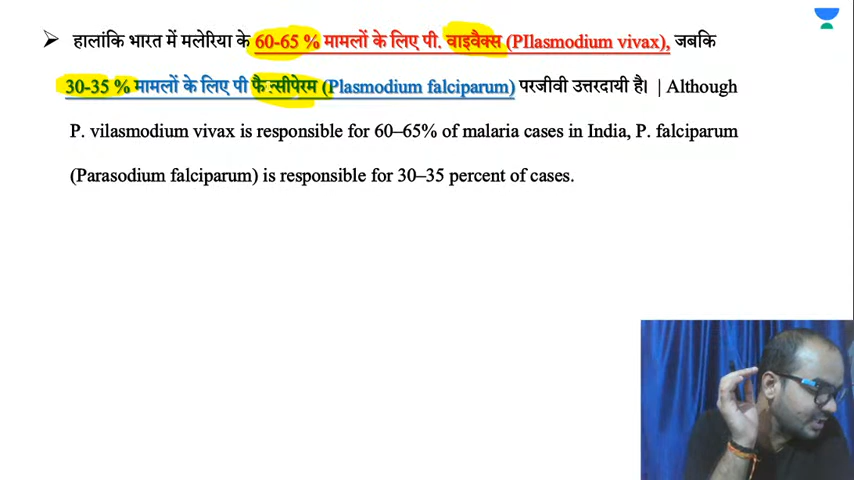 ➢ हालांकि भारत में मलेरिया के 60-65 % मामलों के लिए पी. वाइवैक्स (PIlasmodium vivax), जबकि
30-35 % मामलों के लिए पी फैन्सीपेरम (Plasmodium falciparum) परजीवी उत्तरदायी है। | Although
P. vilasmodium vivax is responsible for 60–65% of malaria cases in India, P. falciparum
(Parasodium falciparum) is responsible for 30–35 percent of cases.